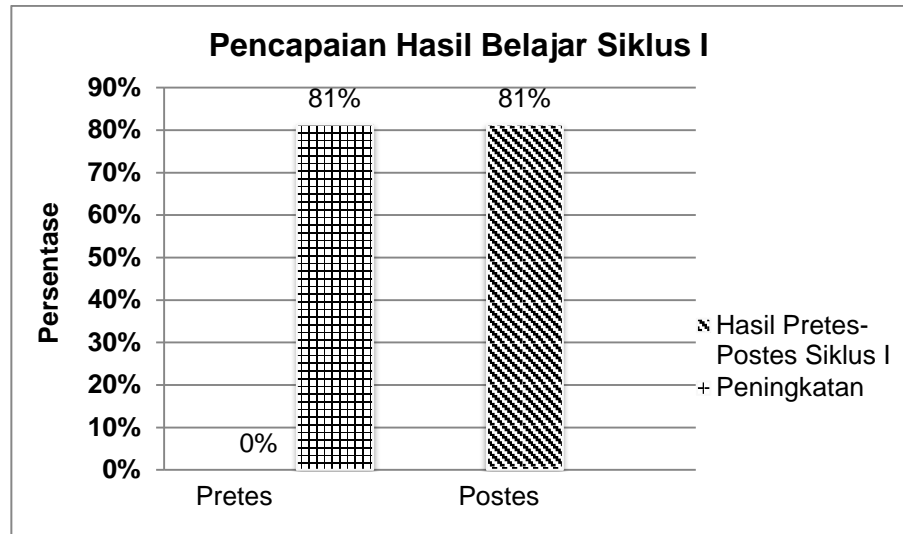 Pencapaian Hasil Belajar Siklus I
Persentase
90%
80%
70%
60%
50%
40%
30%
20%
10%
0%
81%
81%
0%
Pretes
Postes
Hasil Pretes-
Postes Siklus I
Peningkatan